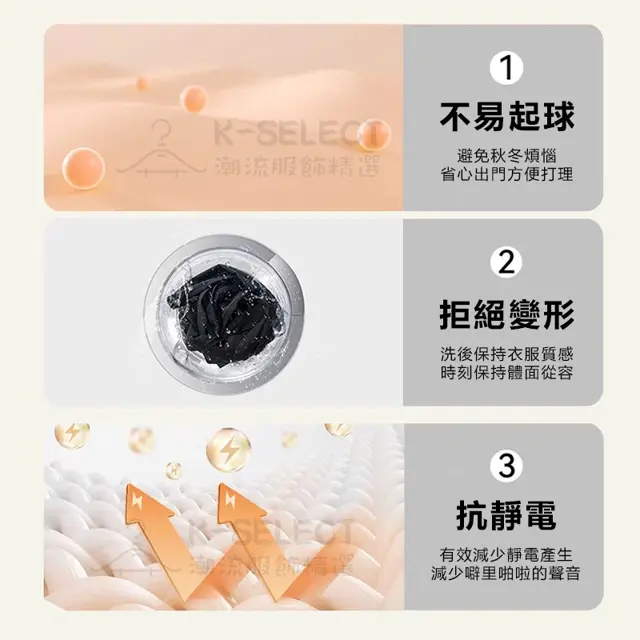 1
不易起球
避免秋冬煩惱
省心出門方便打理
K-SELECT
潮流服飾精選
2
拒絕變形
洗後保持衣服質感
時刻保持體面從容
3
抗靜電
有效減少靜電產生
減少噼里啪啦的聲音
K-SELECT
潮流服飾精選